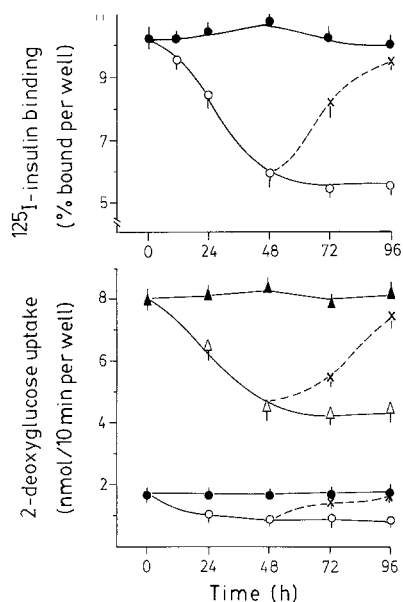 11
9
7
5
125I-insulin binding
(% bound per well)
0 24 48 72 96
8
6
4
2
2-deoxyglucose uptake
(nmol/10 min per well)
0 24 48 72 96
Time (h)